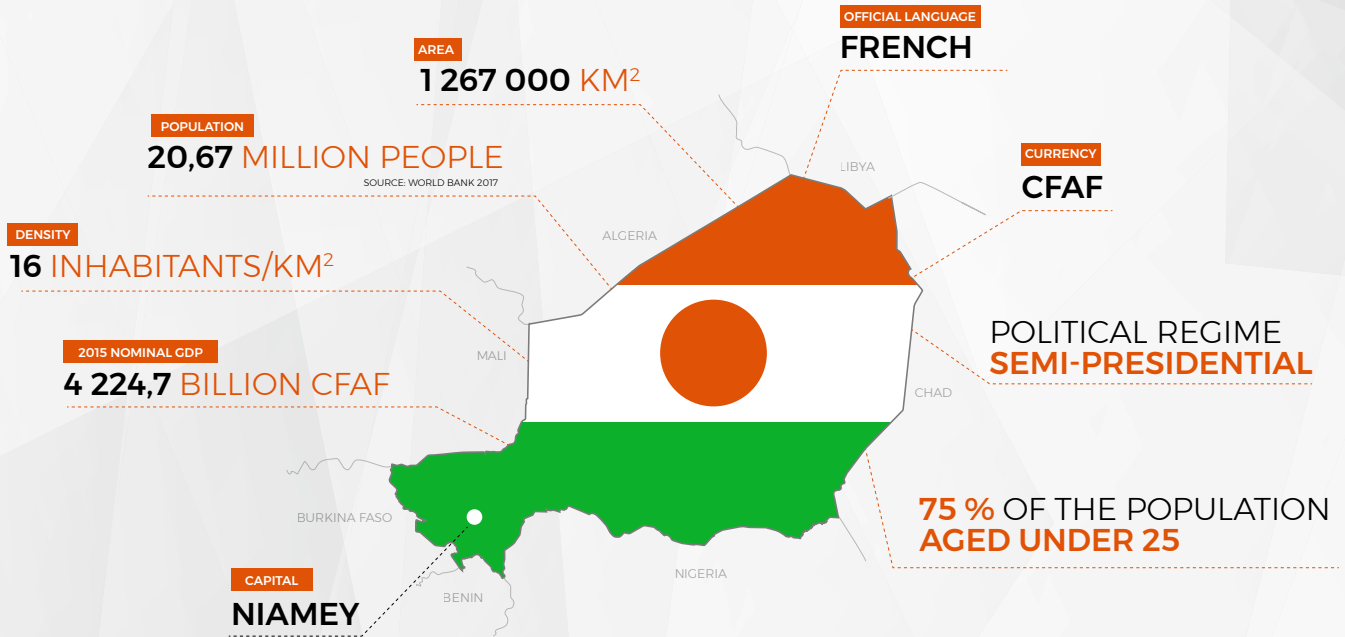 OFFICIAL LANGUAGE
FRENCH
AREA
1 267 000 KM²
POPULATION
20,67 MILLION PEOPLE
SOURCE: WORLD BANK 2017
LIBYA
CURRENCY
CFAF
DENSITY
16 INHABITANTS/KM²
ALGERIA
2015 NOMINAL GDP
4 224,7 BILLION CFAF
MALI
POLITICAL REGIME
SEMI-PRESIDENTIAL
CHAD
75 % OF THE POPULATION
AGED UNDER 25
BURKINA FASO
NIGERIA
CAPITAL
NIAMEY
BENIN